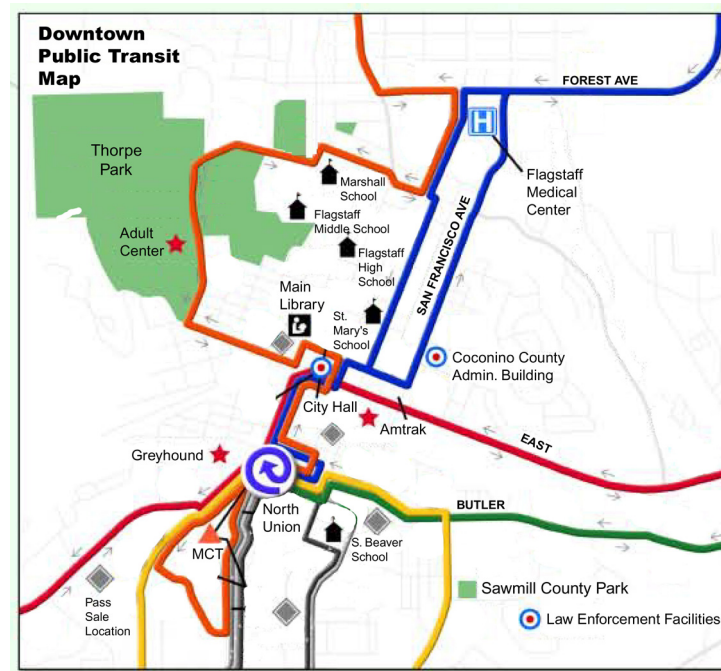 Downtown
Public Transit
Map
FOREST AVE
H
Thorpe
Park
Marshall
School
Flagstaff
Medical
Center
Flagstaff
Middle School
Adult
Center
Flagstaff
High
School
SAN FRANCISCO AVE
Main
Library
St.
Mary's
School
Coconino County
Admin. Building
City Hall
Amtrak
EAST
Greyhound
North
Union
BUTLER
MCT
S. Beaver
School
Pass
Sale
Location
Sawmill County Park
Law Enforcement Facilities